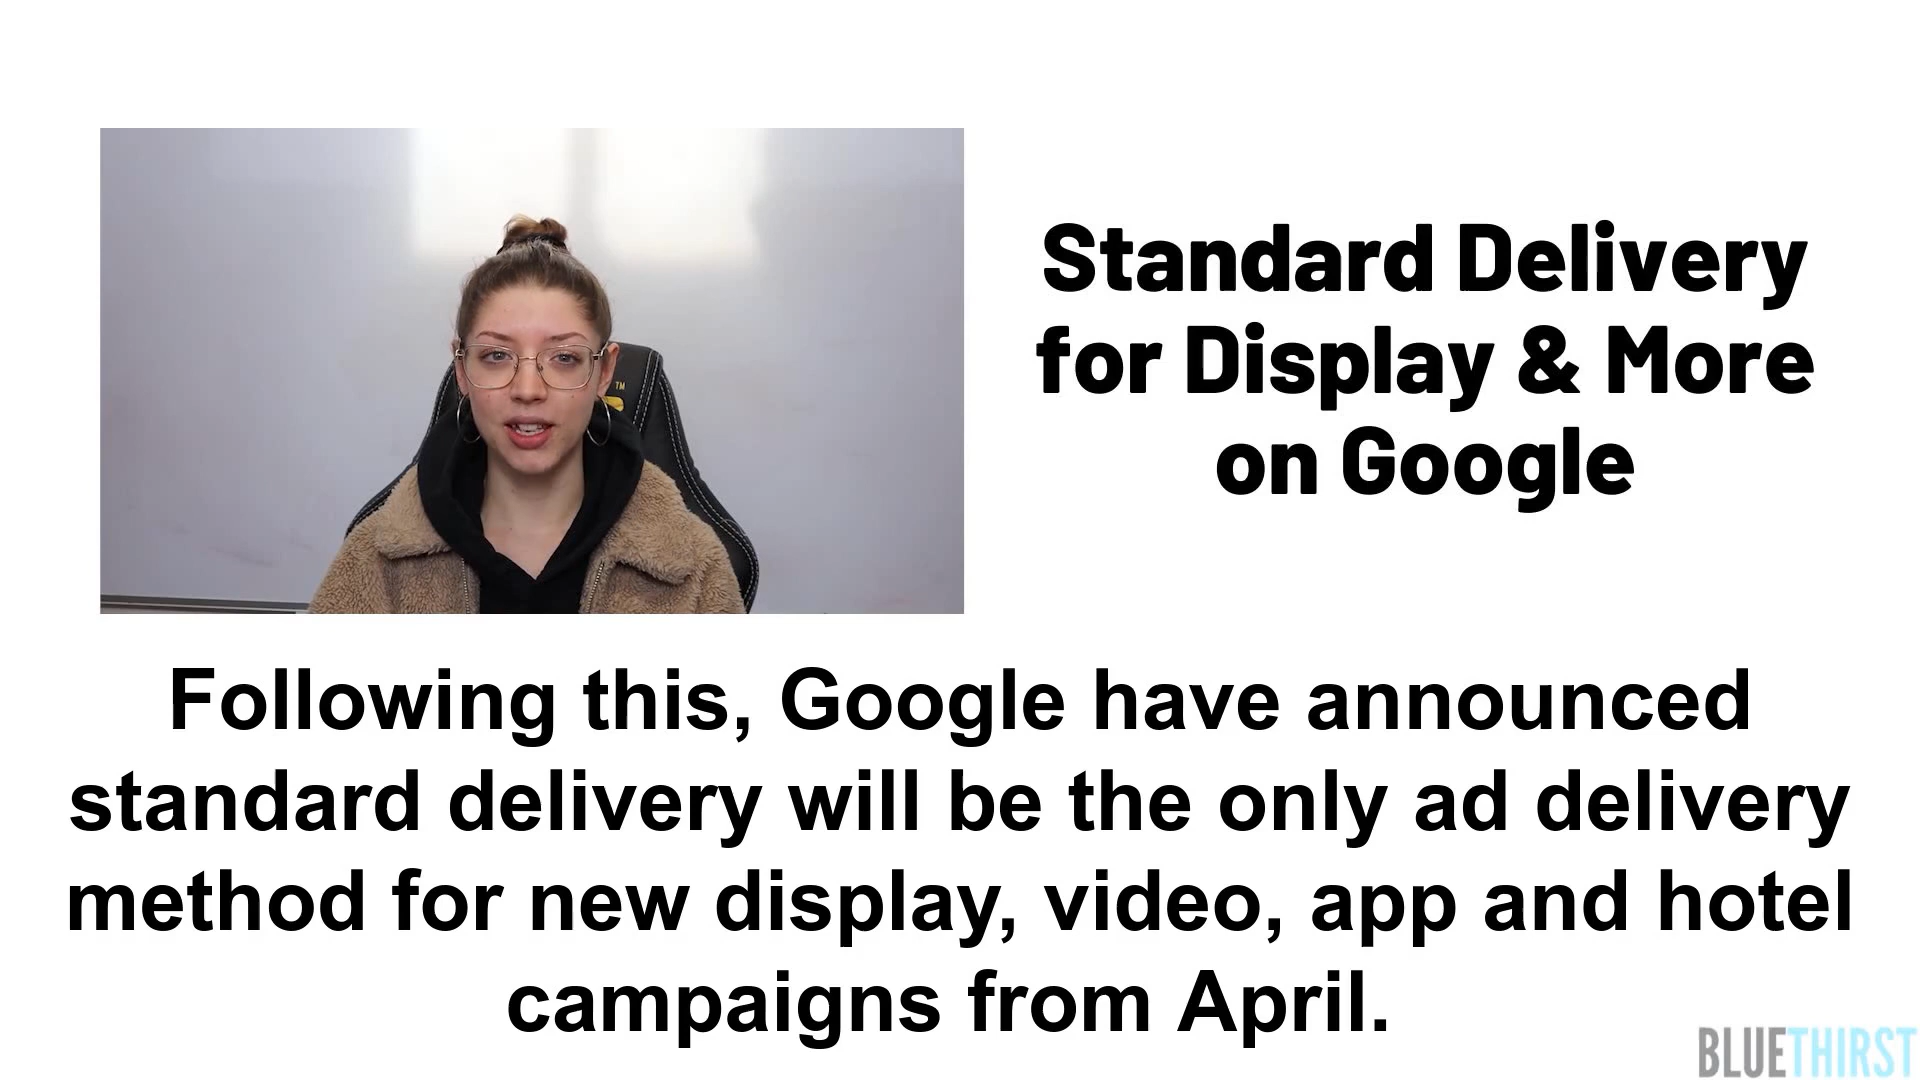 Standard Delivery
for Display & More
on Google
TM
Following this, Google have announced
standard delivery will be the only ad delivery
method for new display, video, app and hotel
campaigns from April.
BLUETHIRST